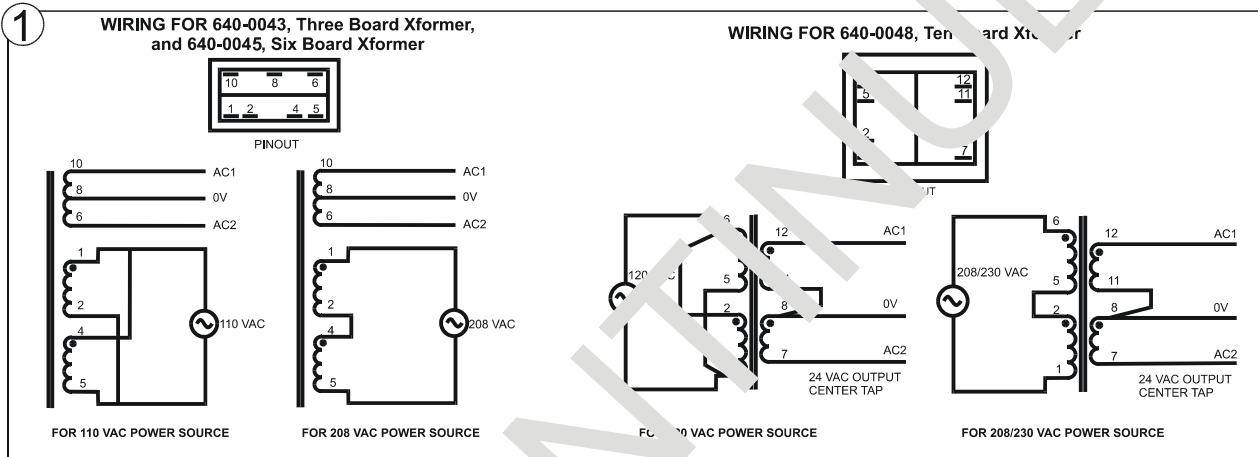 1
WIRING FOR 640-0043, Three Board Xformer,
and 640-0045, Six Board Xformer
10 8 6
1 2 4 5
PINOUT
10
AC1
8
0V
6
AC2
1
2
4
5
110 VAC
FOR 110 VAC POWER SOURCE
10
AC1
8
0V
6
AC2
1
2
4
5
208 VAC
FOR 208 VAC POWER SOURCE
WIRING FOR 640-0048,
12
5 11
2
7
6
12
AC1
5
2
8
0V
7
AC2
24 VAC OUTPUT
CENTER TAP
VAC POWER SOURCE
6
12
AC1
208/230 VAC
5
11
2
8
0V
1
7
AC2
24 VAC OUTPUT
CENTER TAP
FOR 208/230 VAC POWER SOURCE